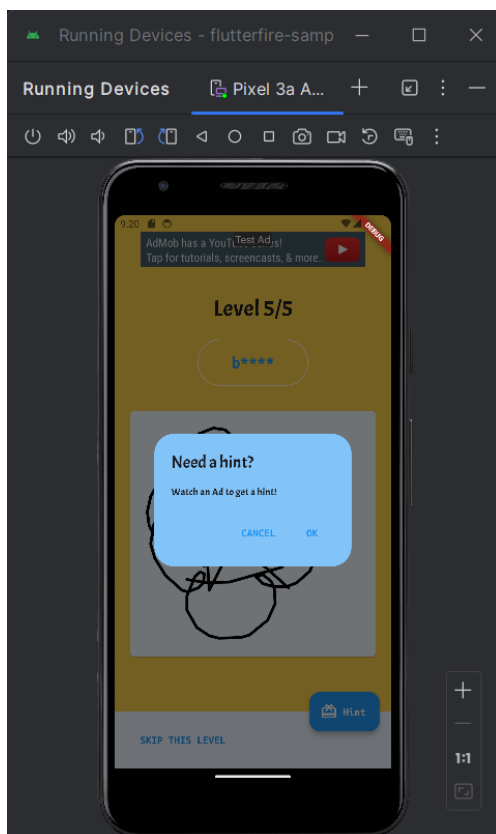 Running Devices - flutterfire-samp
Running Devices
Pixel 3a A...
9:20
DEBUG
AdMob has a YouTube series!
Test Ad
Tap for tutorials, screencasts, & more.
Level 5/5
b****
Need a hint?
Watch an Ad to get a hint!
CANCEL OK
Hint
SKIP THIS LEVEL
1:1